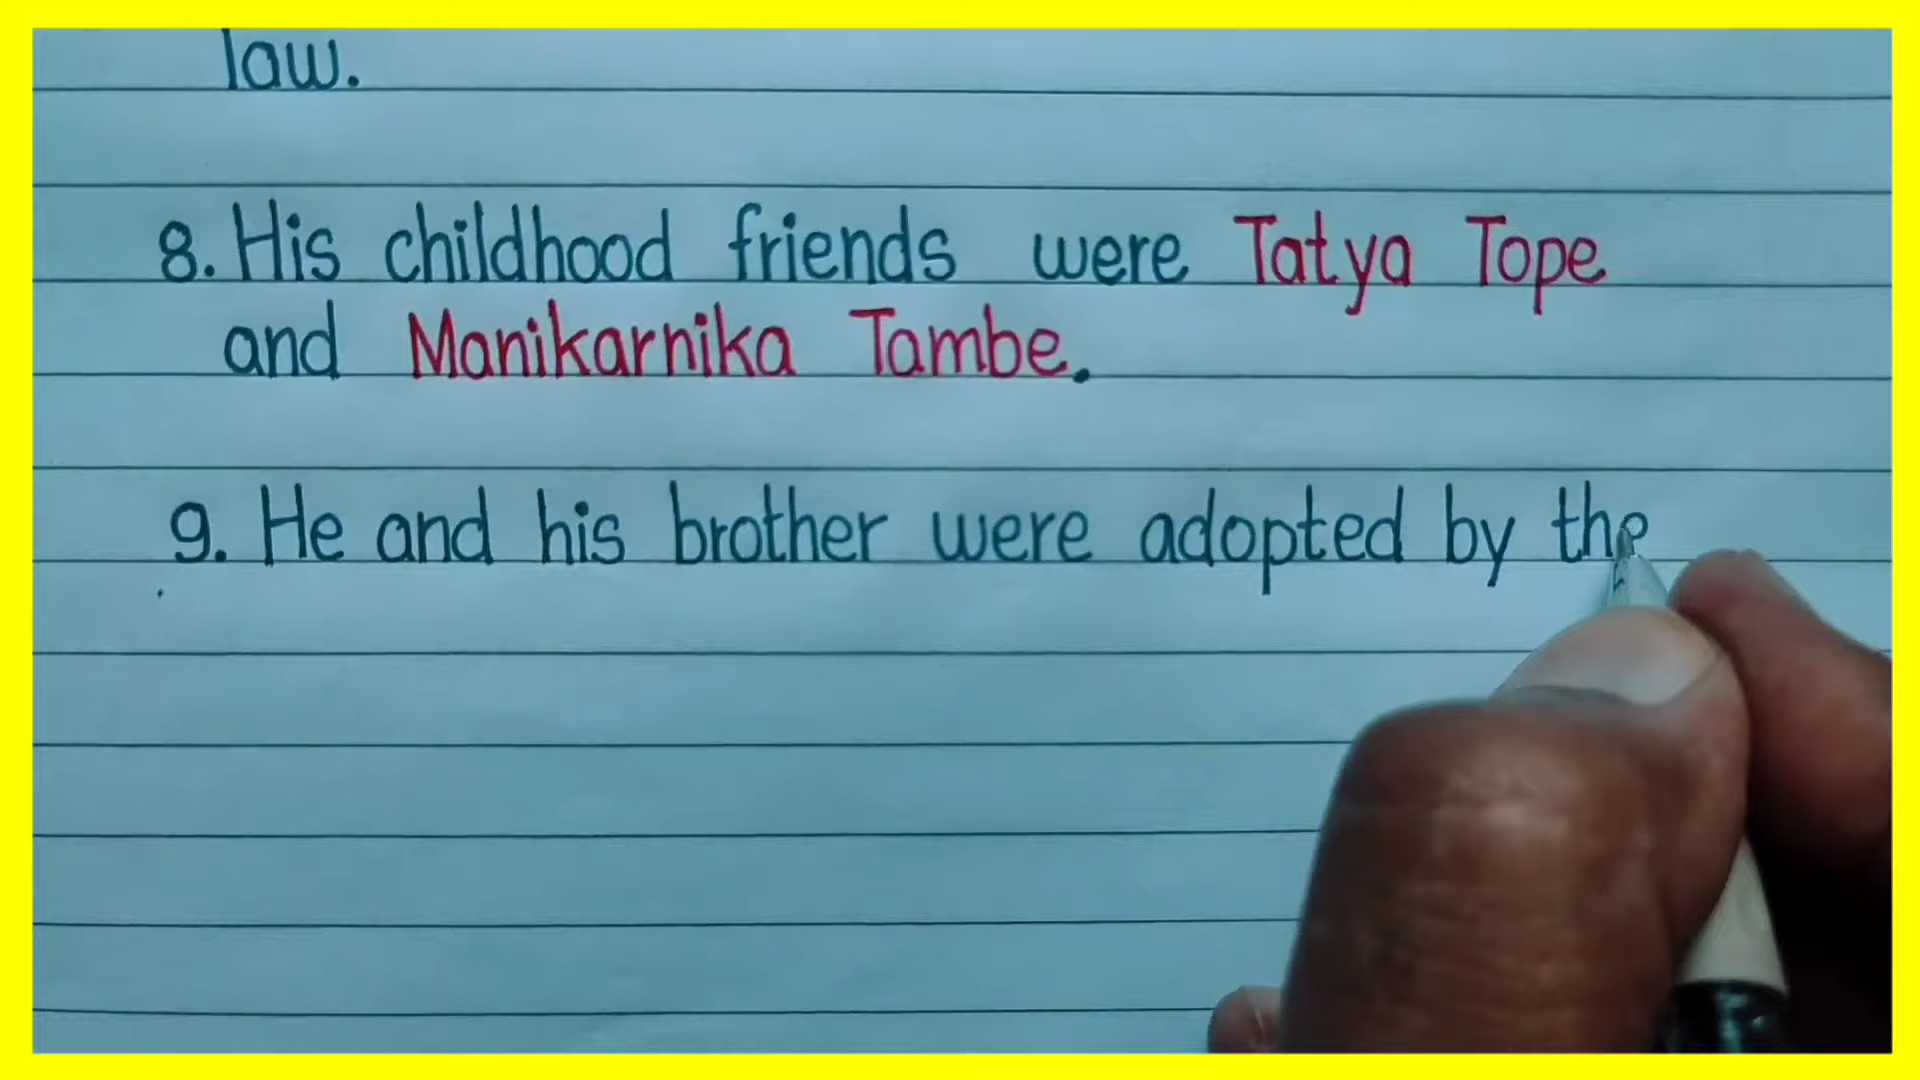 law.
8. His childhood friends were Tatya Tope
and Manikarnika Tambe.
9. He and his brother were adopted by the